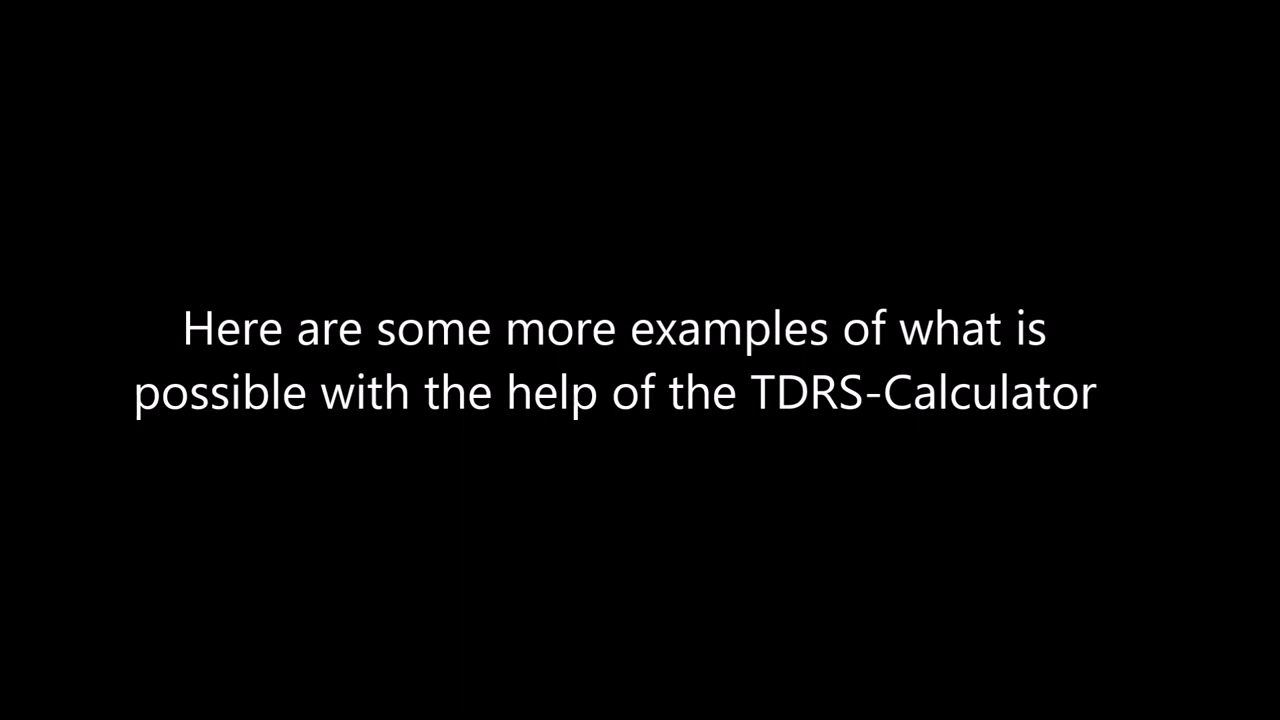 Here are some more examples of what is
possible with the help of the TDRS-Calculator